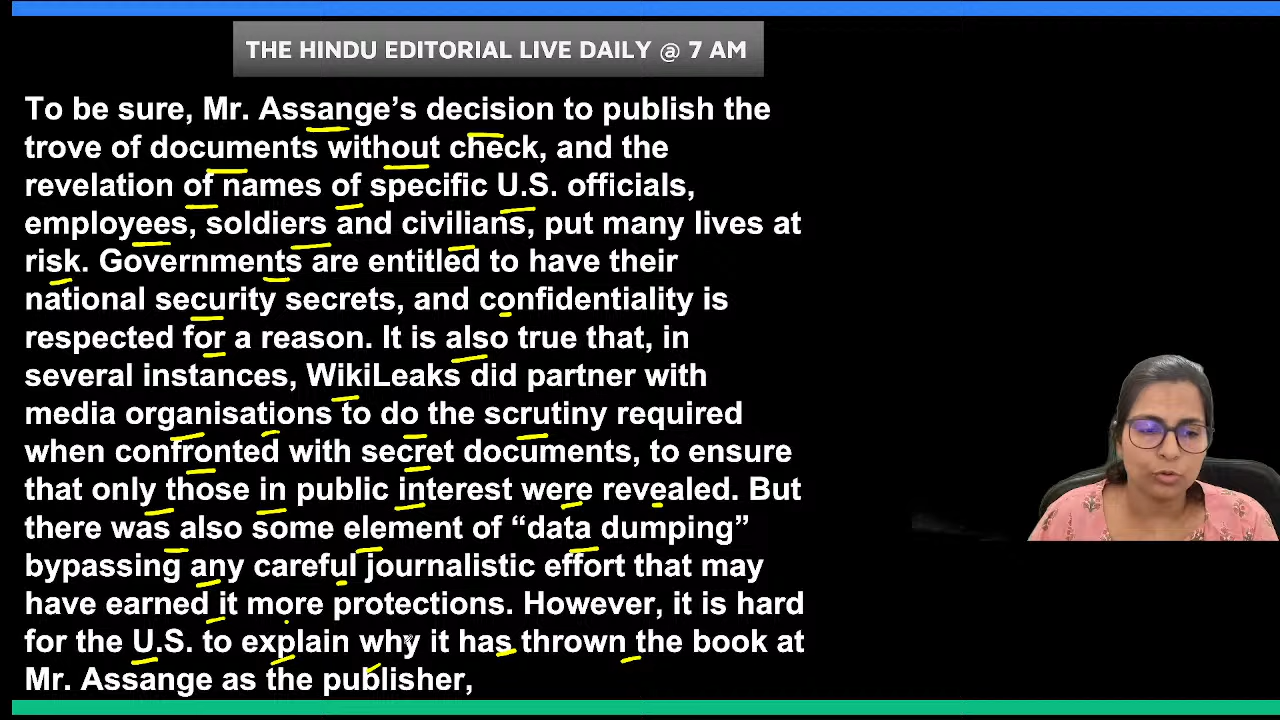 THE HINDU EDITORIAL LIVE DAILY @ 7 AM
To be sure, Mr. Assange’s decision to publish the
trove of documents without check, and the
revelation of names of specific U.S. officials,
employees, soldiers and civilians, put many lives at
risk. Governments are entitled to have their
national security secrets, and confidentiality is
respected for a reason. It is also true that, in
several instances, WikiLeaks did partner with
media organisations to do the scrutiny required
when confronted with secret documents, to ensure
that only those in public interest were revealed. But
there was also some element of “data dumping”
bypassing any careful journalistic effort that may
have earned it more protections. However, it is hard
for the U.S. to explain why it has thrown the book at
Mr. Assange as the publisher,